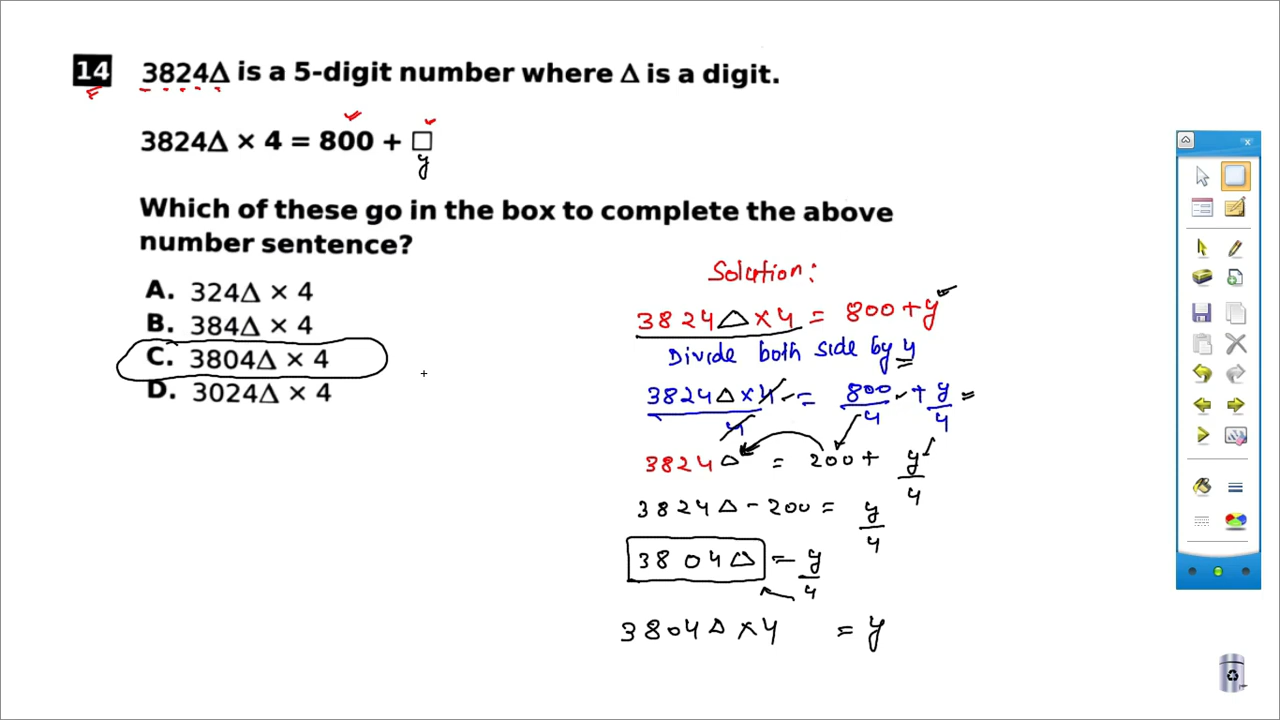 14 3824Δ is a 5-digit number where Δ is a digit.
3824Δ × 4 = 800 + □
y
Which of these go in the box to complete the above
number sentence?
A. 324Δ × 4
B. 384Δ × 4
C. 3804Δ × 4
D. 3024Δ × 4
Solution:
3824Δ×4 = 800+y
Divide both side by 4
3824Δ×4/4 = 800/4 + y/4
3824Δ = 200+ y/4
3824Δ - 200 = y/4
3804Δ = y/4
3804Δ×4 = y